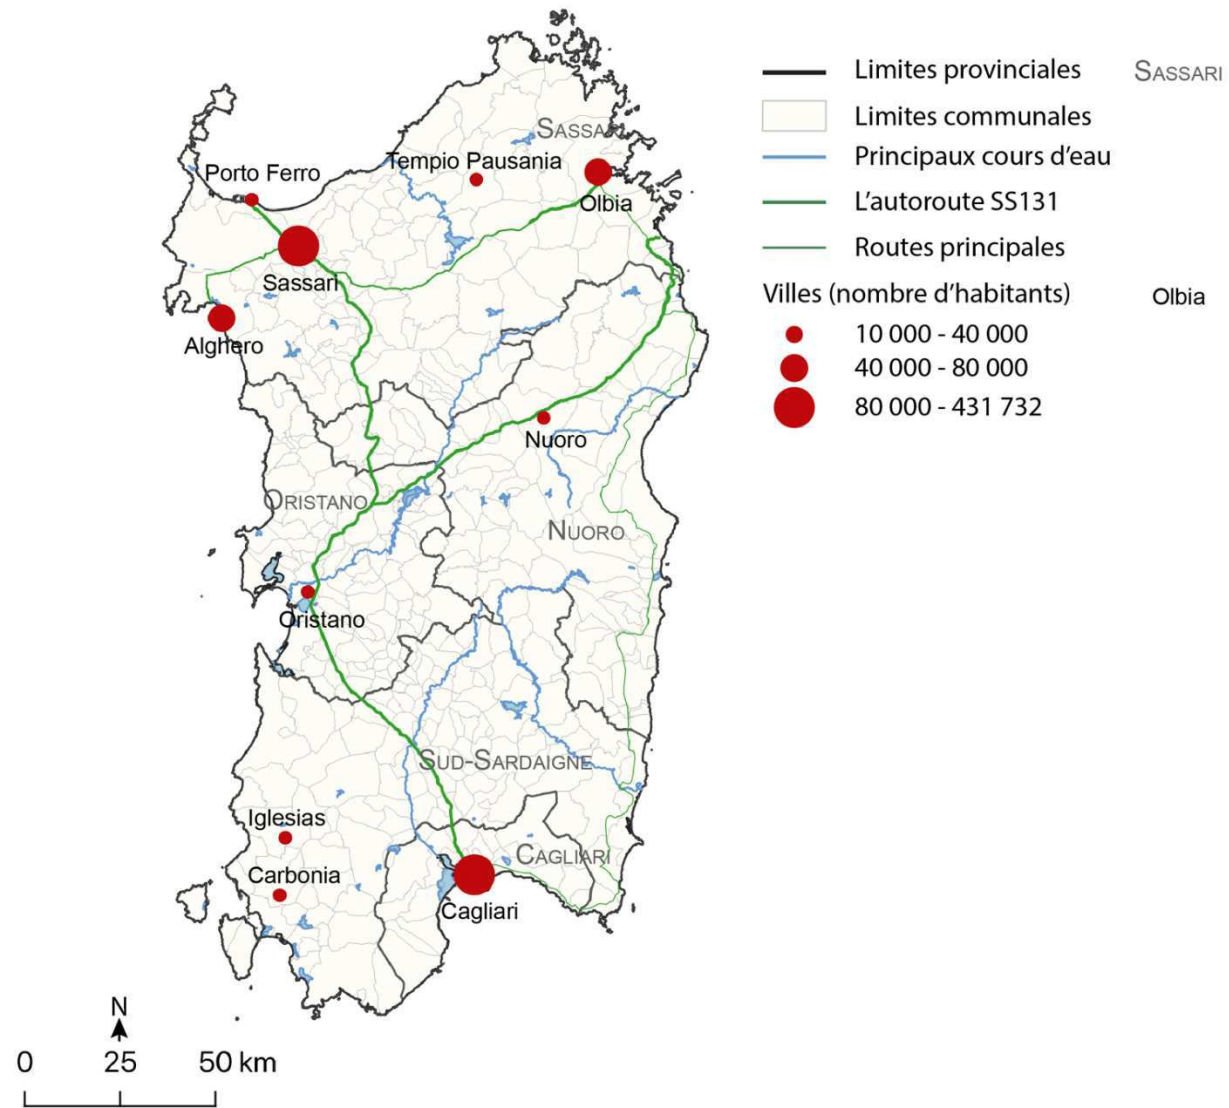 Limites provinciales SASSARI
Limites communales
Principaux cours d'eau
L'autoroute SS131
Routes principales
Villes (nombre d'habitants) Olbia
10 000 - 40 000
40 000 - 80 000
80 000 - 431 732
SASSARI
Tempio Pausania
Porto Ferro
Olbia
Sassari
Alghero
Nuoro
ORISTANO
NUORO
Oristano
SUD-SARDAIGNE
Iglesias
CAGLIARI
Carbonia
Cagliari
N
0 25 50 km